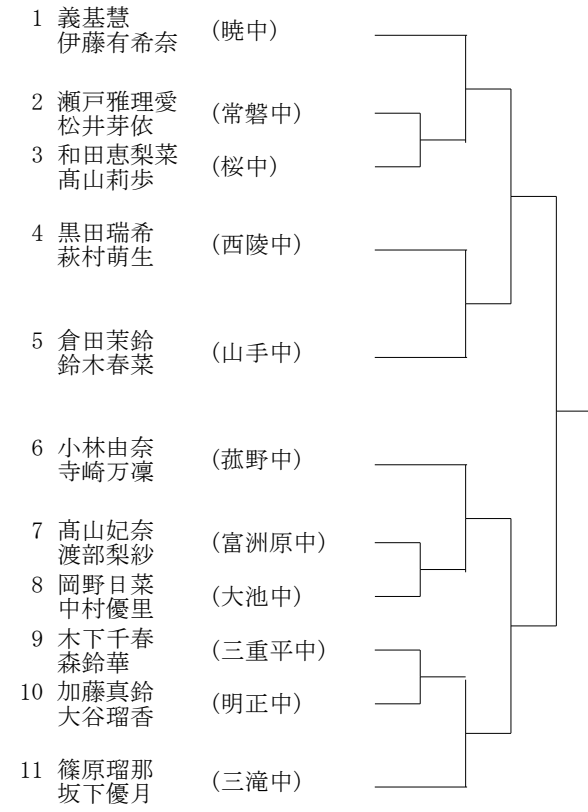 1 義基慧
伊藤有希奈 (暁中)
2 瀬戸雅理愛
松井芽依 (常磐中)
3 和田恵梨菜
髙山莉歩 (桜中)
4 黒田瑞希
萩村萌生 (西陵中)
5 倉田茉鈴
鈴木春菜 (山手中)
6 小林由奈
寺崎万凜 (菰野中)
7 髙山妃奈
渡部梨紗 (富洲原中)
8 岡野日菜
中村優里 (大池中)
9 木下千春
森鈴華 (三重平中)
10 加藤真鈴
大谷瑠香 (明正中)
11 篠原瑠那
坂下優月 (三滝中)